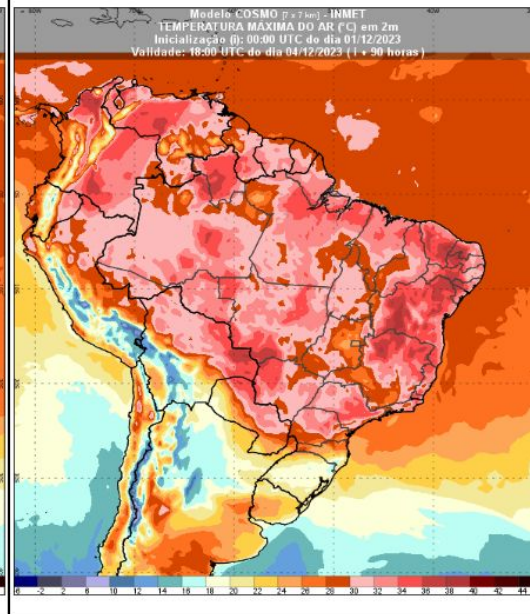 Modelo COSMO [7 x 7 km] - INMET
TEMPERATURA MÁXIMA DO AR (°C) em 2m
Inicialização (i): 00:00 UTC do dia 01/12/2023
Validade: 18:00 UTC do dia 04/12/2023 ( i + 90 horas )
-6 -2 2 6 10 12 14 16 18 20 22 24 26 28 30 32 34 36 38 40 42 44